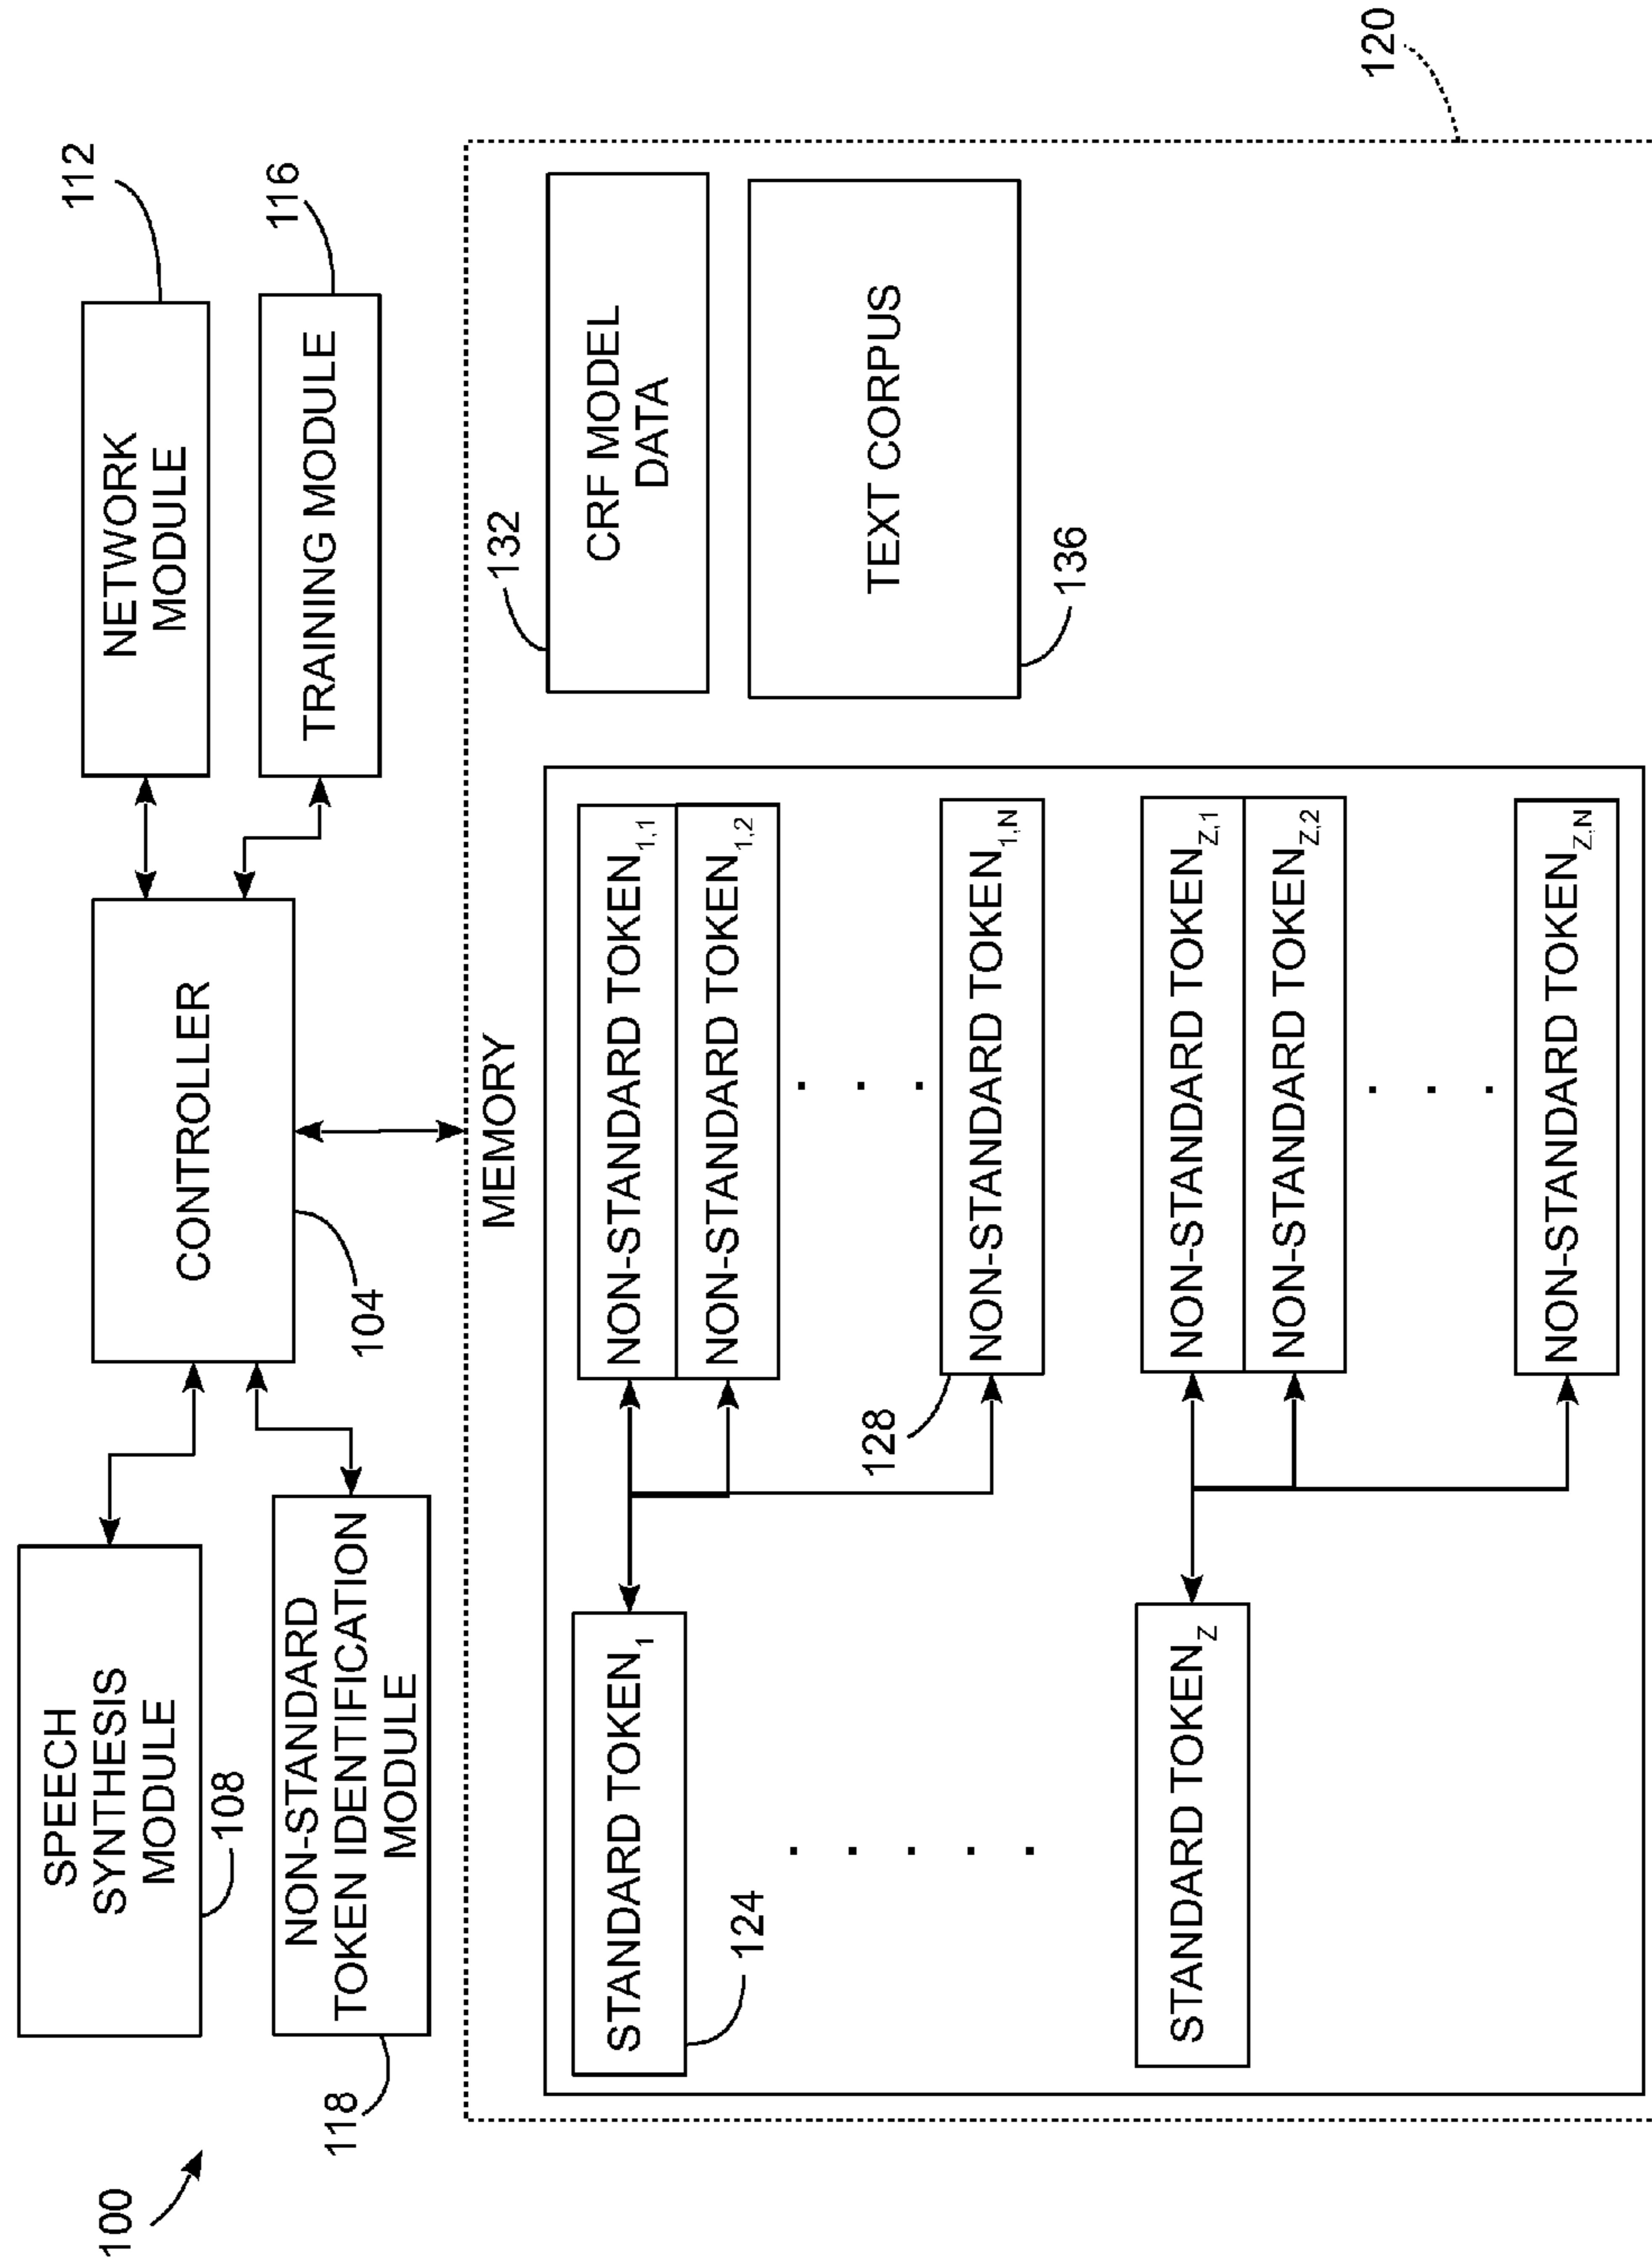 100
SPEECH
SYNTHESIS
MODULE
108
NON-STANDARD
TOKEN IDENTIFICATION
MODULE
118
CONTROLLER
104
NETWORK
MODULE
112
TRAINING MODULE
116
MEMORY
120
STANDARD TOKEN1
124
NON-STANDARD TOKEN1,1
NON-STANDARD TOKEN1,2
. . .
NON-STANDARD TOKEN1,N
128
. . . . .
STANDARD TOKENZ
NON-STANDARD TOKENZ,1
NON-STANDARD TOKENZ,2
. . .
NON-STANDARD TOKENZ,N
132
CRF MODEL
DATA
TEXT CORPUS
136